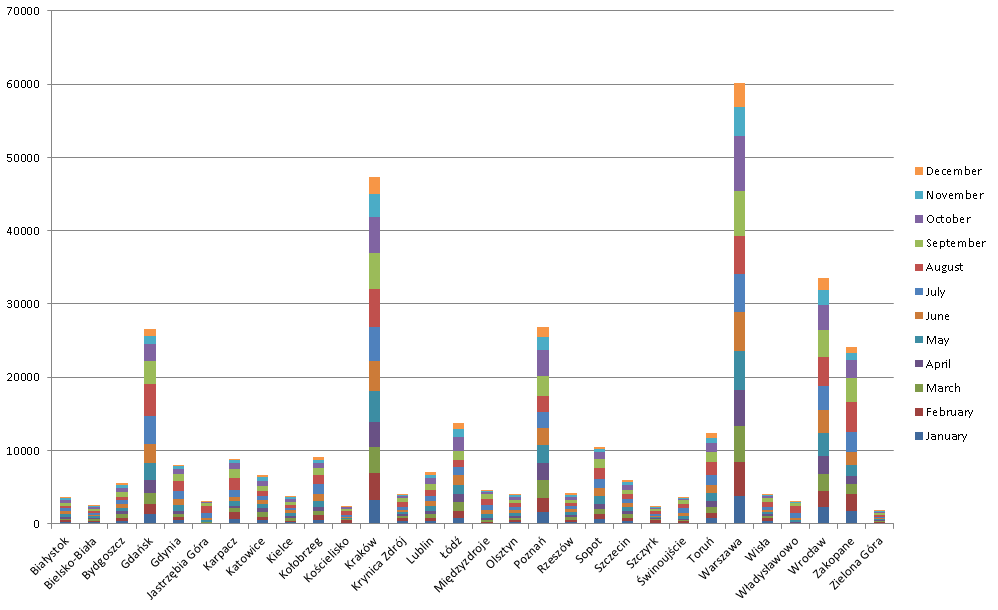 70000
60000
50000
40000
30000
20000
10000
0
December
November
October
September
August
July
June
May
April
March
February
January
Białystok
Bielsko-Biała
Bydgoszcz
Gdańsk
Gdynia
Jastrzębia Góra
Karpacz
Katowice
Kielce
Kołobrzeg
Kościelisko
Kraków
Krynica Zdrój
Lublin
Łódź
Międzyzdroje
Olsztyn
Poznań
Rzeszów
Sopot
Szczecin
Szczyrk
Świnoujście
Toruń
Warszawa
Wisła
Władysławowo
Wrocław
Zakopane
Zielona Góra